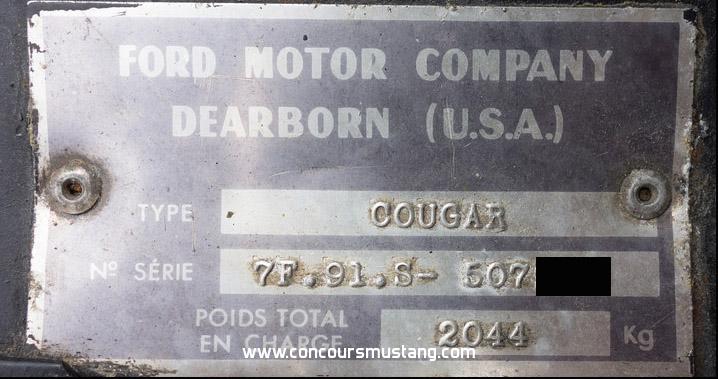 FORD MOTOR COMPANY
DEARBORN (U.S.A.)
TYPE COUGAR
Nº SÉRIE 7F.91.S- 507
POIDS TOTAL
EN CHARGE 2044 Kg
www.concoursmustang.com